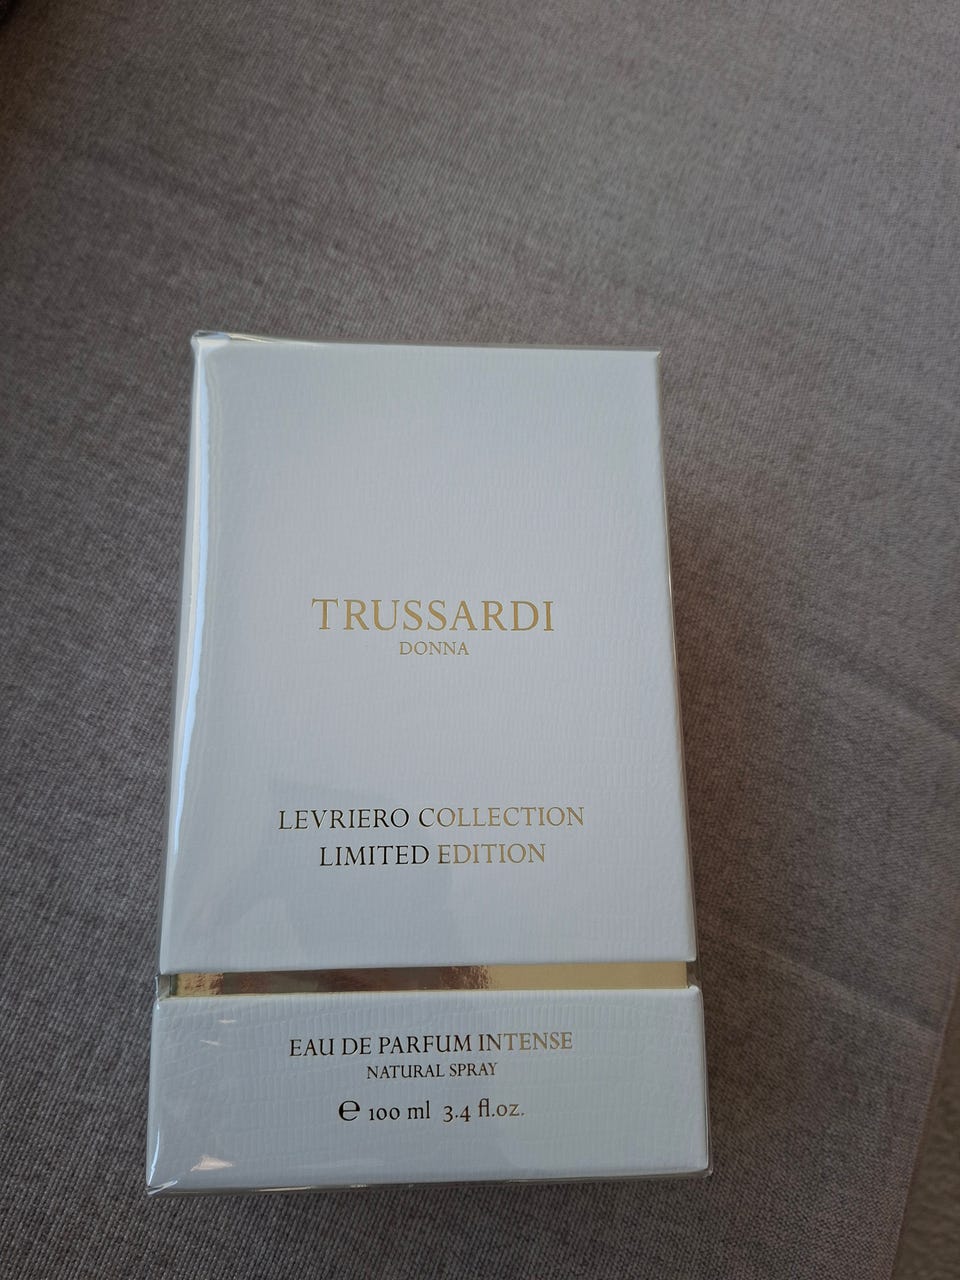 TRUSSARDI
DONNA
LEVRIERO COLLECTION
LIMITED EDITION
EAU DE PARFUM INTENSE
NATURAL SPRAY
℮ 100 ml 3.4 fl.oz.